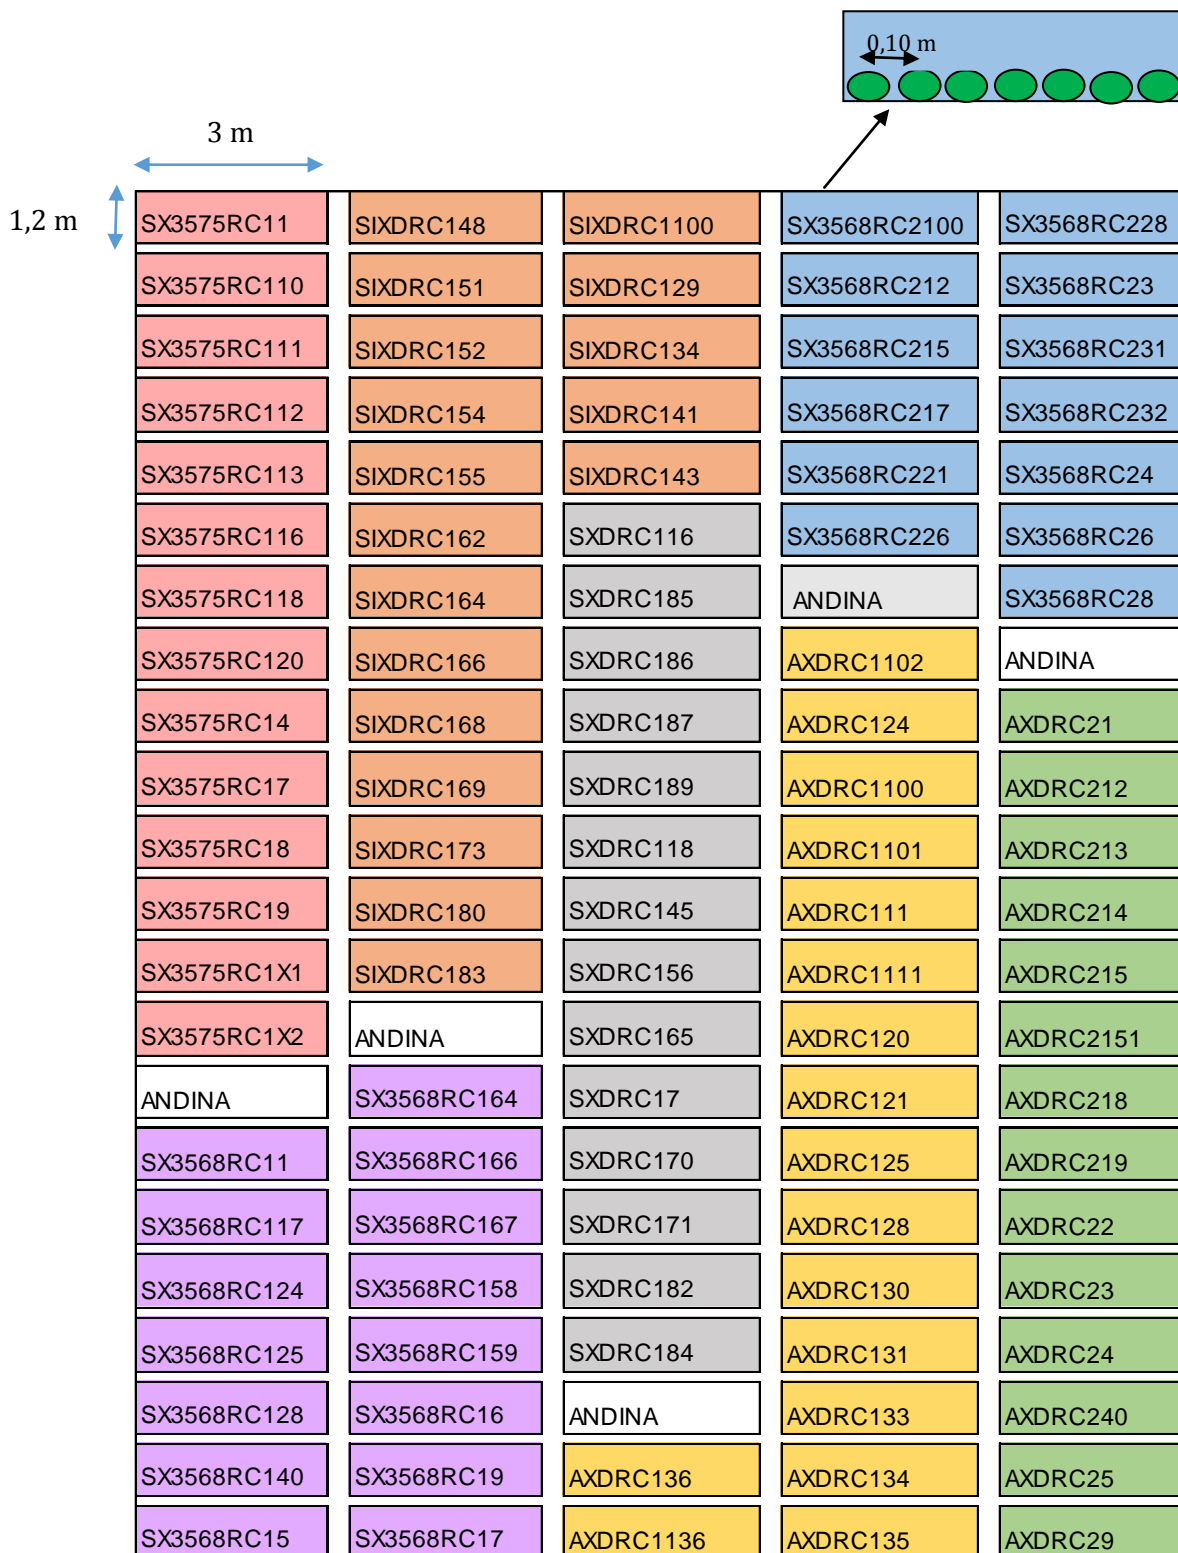 0,10 m
3 m
1,2 m
SX3575RC11 SIXDRC148 SIXDRC1100 SX3568RC2100 SX3568RC228
SX3575RC110 SIXDRC151 SIXDRC129 SX3568RC212 SX3568RC23
SX3575RC111 SIXDRC152 SIXDRC134 SX3568RC215 SX3568RC231
SX3575RC112 SIXDRC154 SIXDRC141 SX3568RC217 SX3568RC232
SX3575RC113 SIXDRC155 SIXDRC143 SX3568RC221 SX3568RC24
SX3575RC116 SIXDRC162 SXDRC116 SX3568RC226 SX3568RC26
SX3575RC118 SIXDRC164 SXDRC185 ANDINA SX3568RC28
SX3575RC120 SIXDRC166 SXDRC186 AXDRC1102 ANDINA
SX3575RC14 SIXDRC168 SXDRC187 AXDRC124 AXDRC21
SX3575RC17 SIXDRC169 SXDRC189 AXDRC1100 AXDRC212
SX3575RC18 SIXDRC173 SXDRC118 AXDRC1101 AXDRC213
SX3575RC19 SIXDRC180 SXDRC145 AXDRC111 AXDRC214
SX3575RC1X1 SIXDRC183 SXDRC156 AXDRC1111 AXDRC215
SX3575RC1X2 ANDINA SXDRC165 AXDRC120 AXDRC2151
ANDINA SX3568RC164 SXDRC17 AXDRC121 AXDRC218
SX3568RC11 SX3568RC166 SXDRC170 AXDRC125 AXDRC219
SX3568RC117 SX3568RC167 SXDRC171 AXDRC128 AXDRC22
SX3568RC124 SX3568RC158 SXDRC182 AXDRC130 AXDRC23
SX3568RC125 SX3568RC159 SXDRC184 AXDRC131 AXDRC24
SX3568RC128 SX3568RC16 ANDINA AXDRC133 AXDRC240
SX3568RC140 SX3568RC19 AXDRC136 AXDRC134 AXDRC25
SX3568RC15 SX3568RC17 AXDRC1136 AXDRC135 AXDRC29